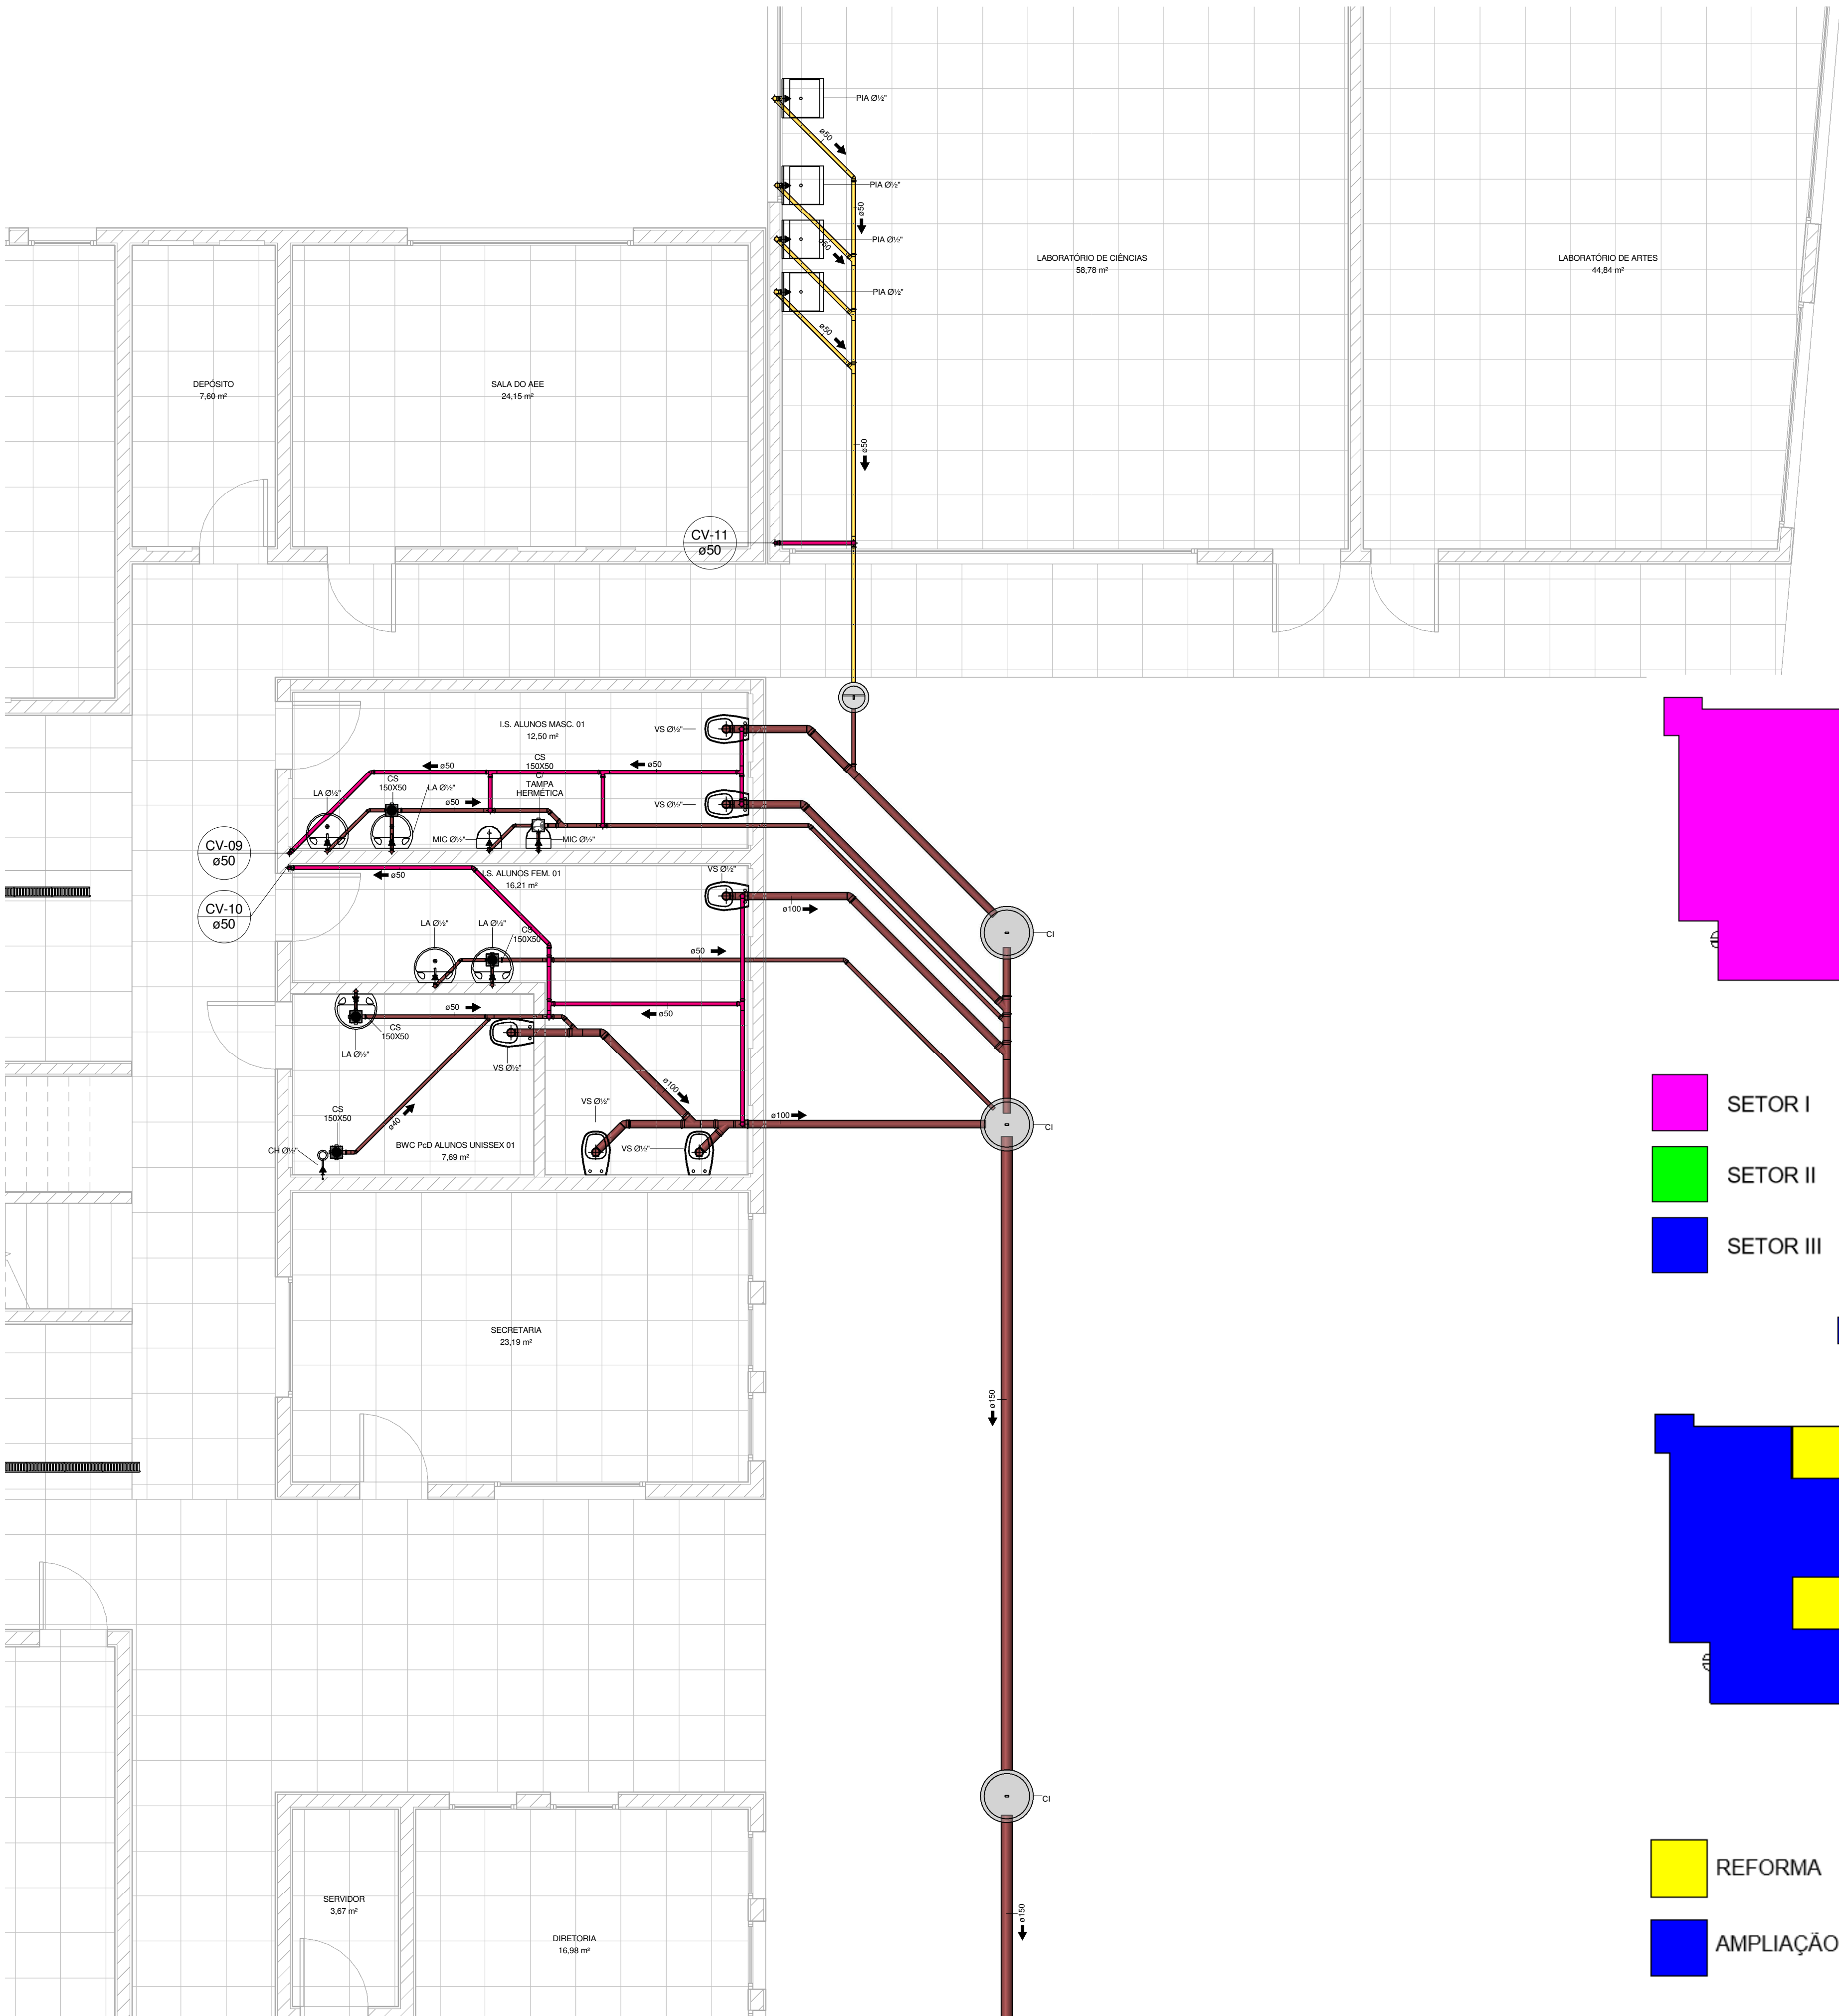 PIA Ø½"
ø50
PIA Ø½"
ø50
PIA Ø½"
ø50
PIA Ø½"
ø50
LABORATÓRIO DE CIÊNCIAS
58,78 m²
LABORATÓRIO DE ARTES
44,84 m²
DEPÓSITO
7,60 m²
SALA DO AEE
24,15 m²
ø50
CV-11
ø50
I.S. ALUNOS MASC. 01
12,50 m²
VS Ø½"
CS
150X50
C/
TAMPA
HERMÉTICA
ø50
ø50
CS
150X50
LA Ø½"
LA Ø½"
ø50
VS Ø½"
MIC Ø½"
MIC Ø½"
CV-09
ø50
CV-10
ø50
ø50
I.S. ALUNOS FEM. 01
16,21 m²
VS Ø½"
ø100
CI
LA Ø½"
LA Ø½"
CS
150X50
ø50
ø50
CS
150X50
LA Ø½"
ø50
VS Ø½"
ø100
VS Ø½"
CS
150X50
ø40
CH Ø½"
BWC PcD ALUNOS UNISSEX 01
7,69 m²
VS Ø½"
ø100
CI
SETOR I
SETOR II
SETOR III
SECRETARIA
23,19 m²
ø150
CI
REFORMA
AMPLIAÇÃO
SERVIDOR
3,67 m²
DIRETORIA
16,98 m²
ø150